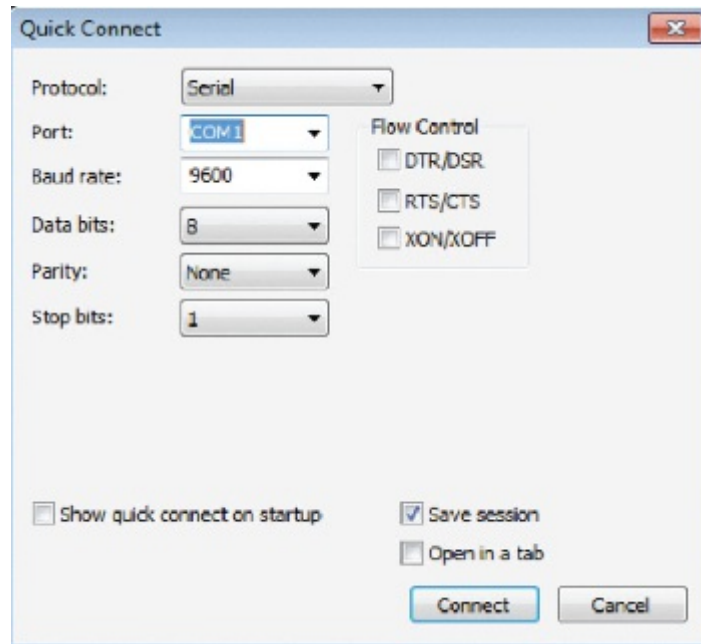 Quick Connect
Protocol: Serial
Port: COM1
Flow Control
Baud rate: 9600
DTR/DSR
RTS/CTS
Data bits: 8
XON/XOFF
Parity: None
Stop bits: 1
Show quick connect on startup
Save session
Open in a tab
Connect Cancel